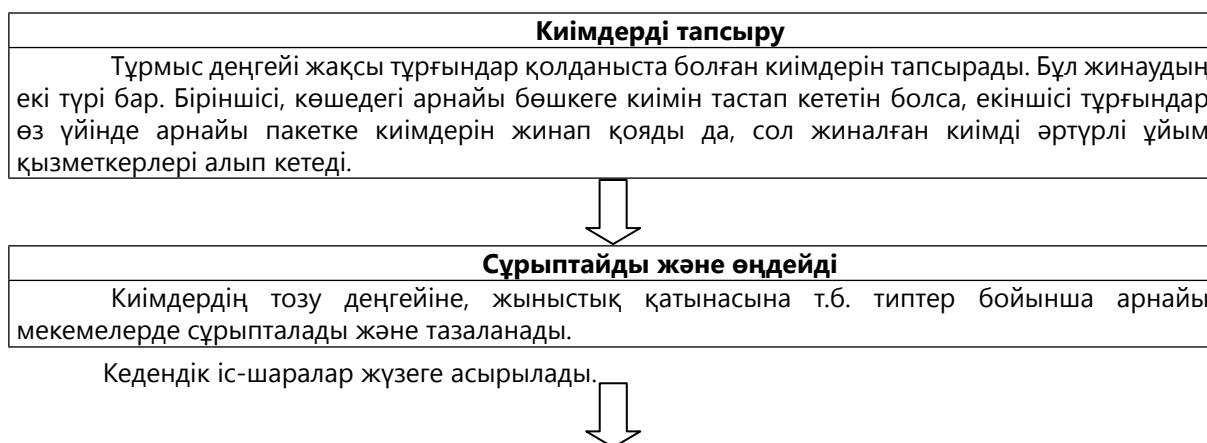 Киімдерді тапсыру
Тұрмыс деңгейі жақсы тұрғындар қолданыста болған киімдерін тапсырады. Бұл жинаудың
екі түрі бар. Біріншісі, көшедегі арнайы бөшкеге киімін тастап кететін болса, екіншісі тұрғындар
өз үйінде арнайы пакетке киімдерін жинап қояды да, сол жиналған киімді әртүрлі ұйым
қызметкерлері алып кетеді.
Сұрыптайды және өңдейді
Киімдердің тозу деңгейіне, жыныстық қатынасына т.б. типтер бойынша арнайы
мекемелерде сұрыпталады және тазаланады.
Кедендік іс-шаралар жүзеге асырылады.